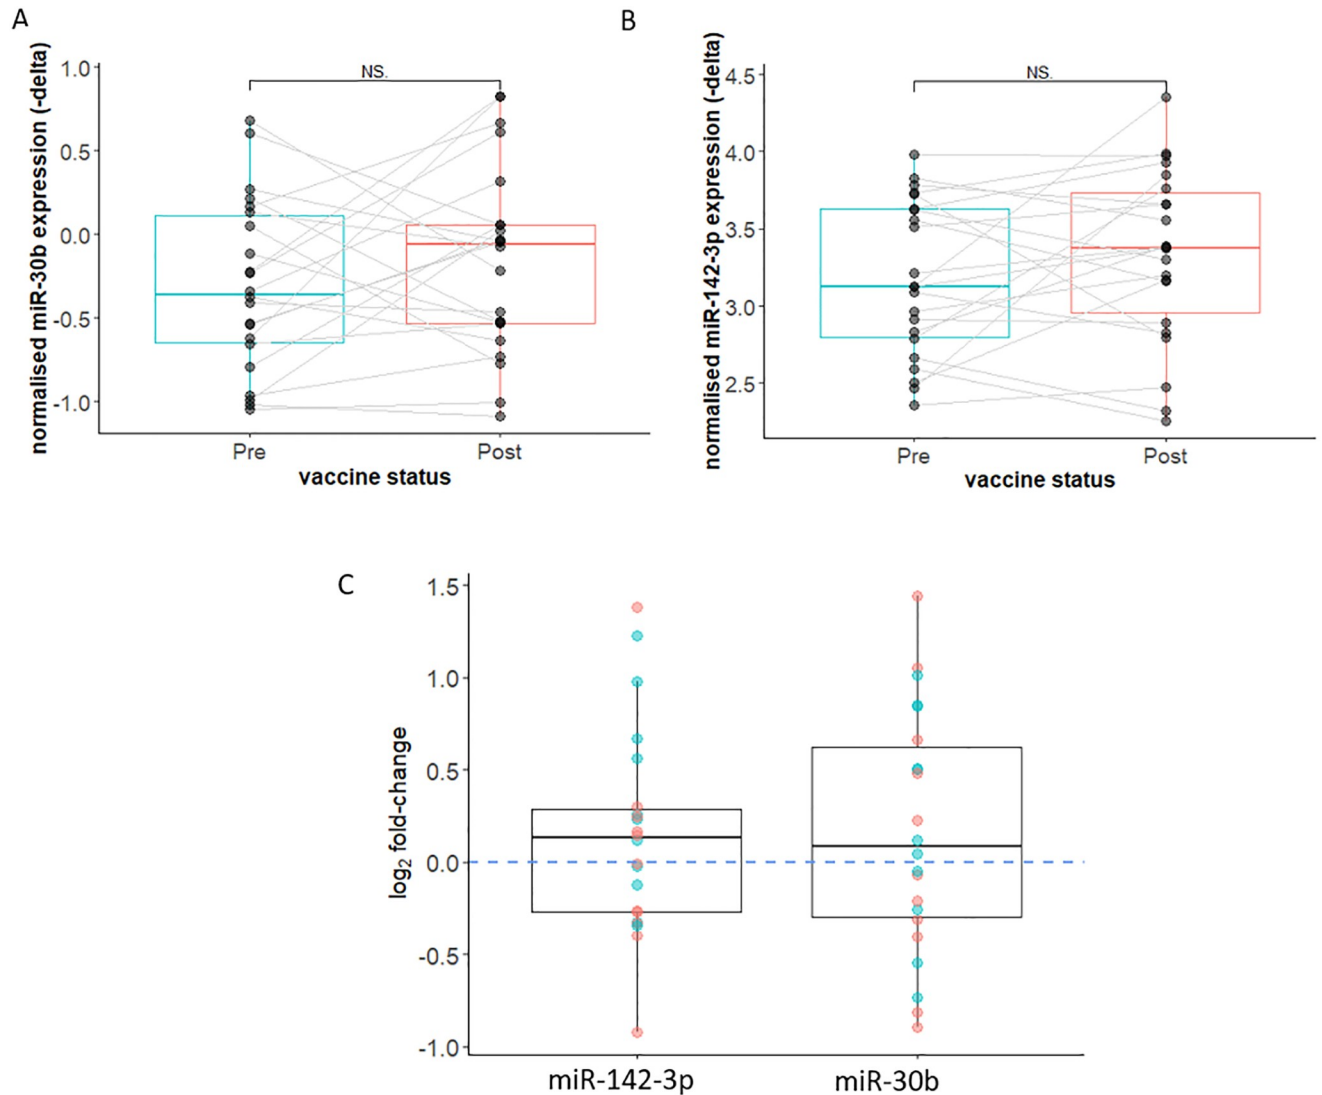 A
normalised miR-30b expression (-delta)
1.0
0.5
0.0
-0.5
-1.0
NS.
Pre
Post
vaccine status
B
normalised miR-142-3p expression (-delta)
4.5
4.0
3.5
3.0
2.5
NS.
Pre
Post
vaccine status
C
log2 fold-change
1.5
1.0
0.5
0.0
-0.5
-1.0
miR-142-3p
miR-30b